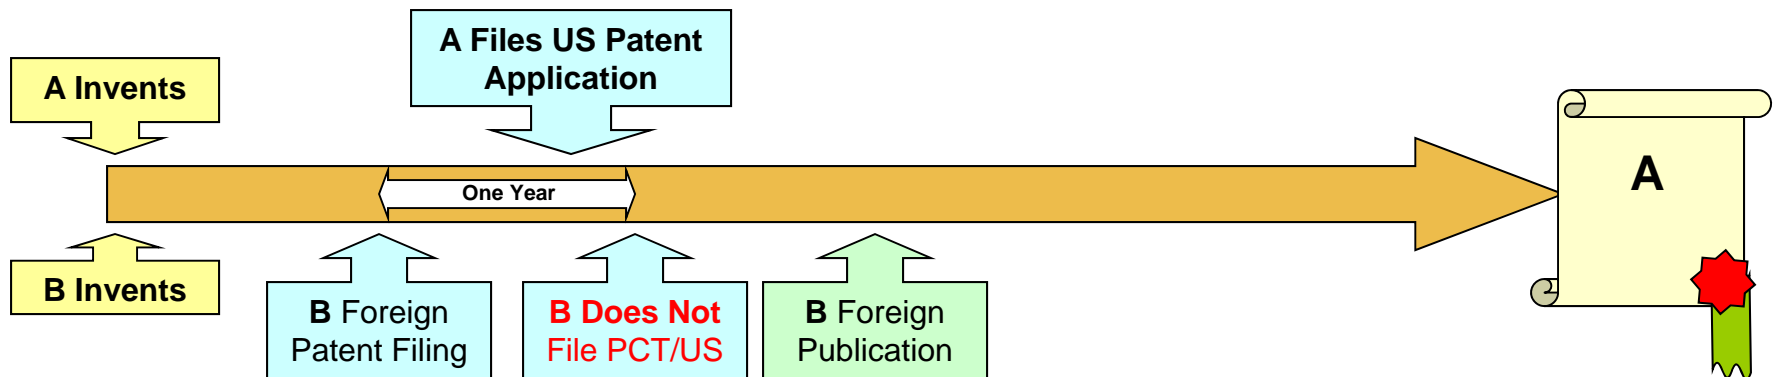 A Files US Patent
Application
A Invents
A
One Year
B Invents
B Foreign
Patent Filing
B Does Not
File PCT/US
B Foreign
Publication